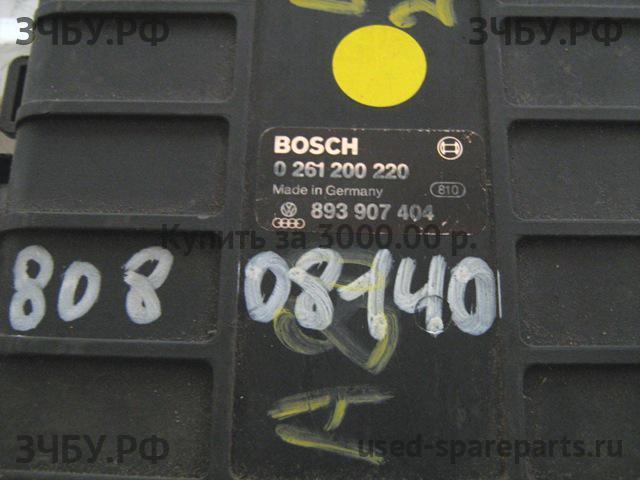 ЗЧБУ.РФ
ЗЧБУ.РФ
BOSCH
0 261 200 220
Made in Germany 810
893 907 404
Купить за 3000.00 р.
808 08140
A
ЗЧБУ.РФ
used-spareparts.ru